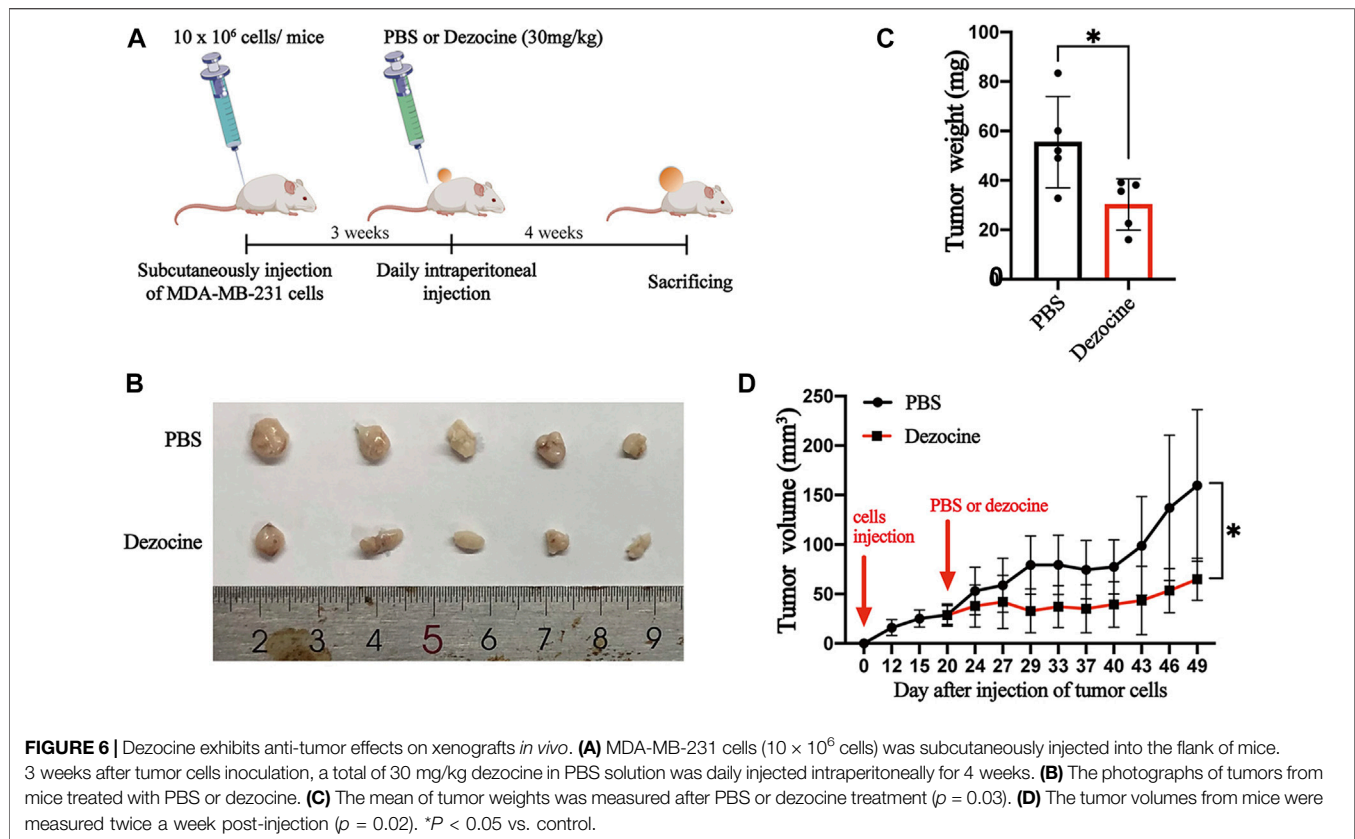 A
10 x 10⁶ cells/ mice
PBS or Dezocine (30mg/kg)
3 weeks
4 weeks
Subcutaneously injection
of MDA-MB-231 cells
Daily intraperitoneal
injection
Sacrificing
C
Tumor weight (mg)
100
80
60
40
20
0
0
*
PBS
Dezocine
B
PBS
Dezocine
2 3 4 5 6 7 8 9
D
Tumor volume (mm³)
250
200
150
100
50
0
PBS
Dezocine
cells
injection
PBS or dezocine
*
0 12 15 20 24 27 29 33 37 40 43 46 49
Day after injection of tumor cells
FIGURE 6 | Dezocine exhibits anti-tumor effects on xenografts in vivo. (A) MDA-MB-231 cells (10 × 10⁶ cells) was subcutaneously injected into the flank of mice.
3 weeks after tumor cells inoculation, a total of 30 mg/kg dezocine in PBS solution was daily injected intraperitoneally for 4 weeks. (B) The photographs of tumors from
mice treated with PBS or dezocine. (C) The mean of tumor weights was measured after PBS or dezocine treatment (p = 0.03). (D) The tumor volumes from mice were
measured twice a week post-injection (p = 0.02). *P < 0.05 vs. control.